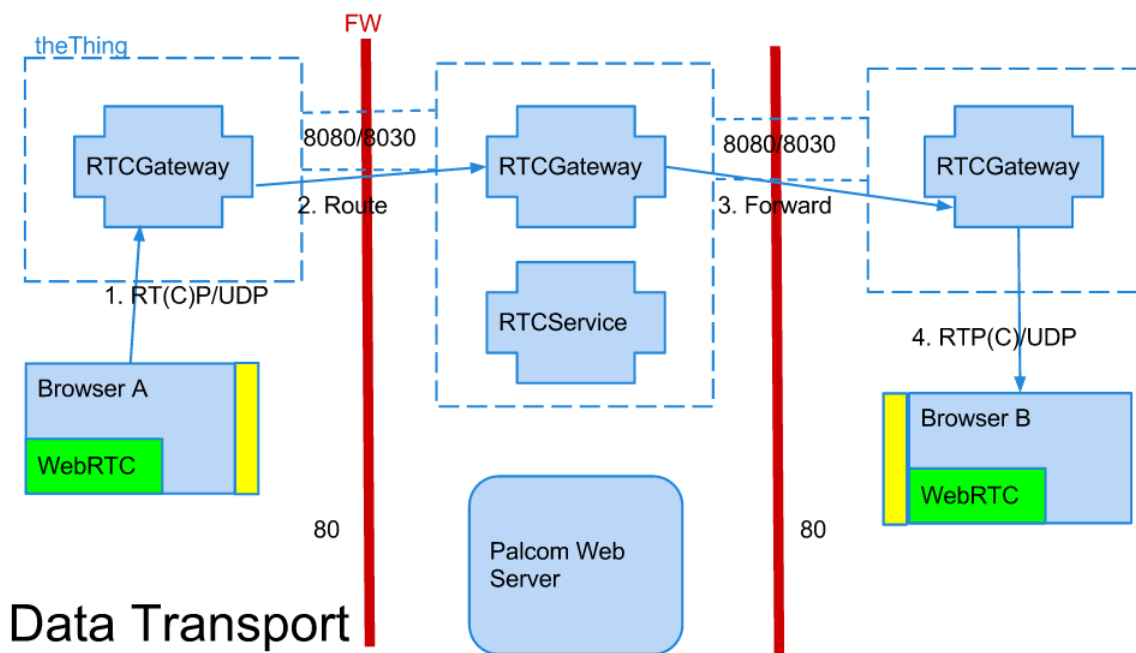 FW
theThing
8080/8030
8080/8030
RTCGateway
RTCGateway
RTCGateway
2. Route
3. Forward
1. RT(C)P/UDP
RTCService
4. RTP(C)/UDP
Browser A
Browser B
WebRTC
WebRTC
80
80
Palcom Web
Server
Data Transport